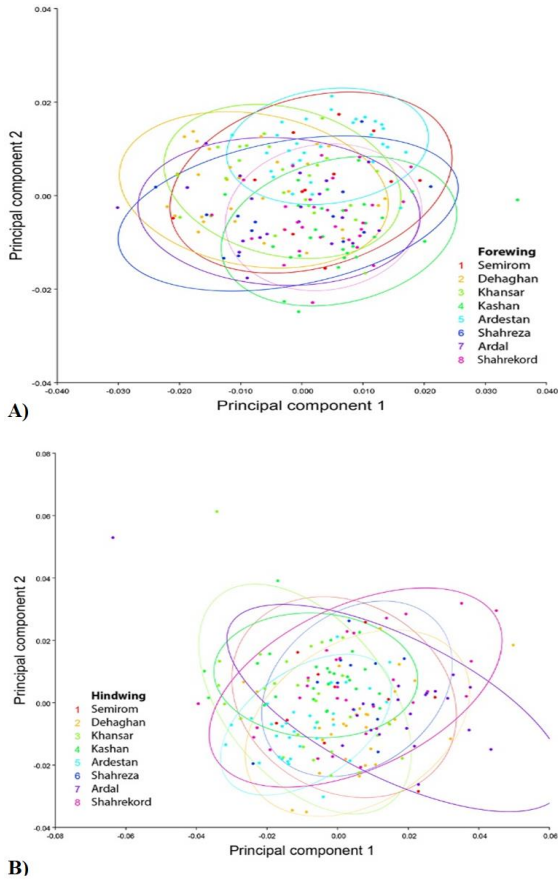 0.04
0.02
0.00
-0.02
-0.04
Principal component 2
Forewing
1 Semirom
2 Dehaghan
3 Khansar
4 Kashan
5 Ardestan
6 Shahreza
7 Ardal
8 Shahrekord
-0.040 -0.030 -0.020 -0.010 0.000 0.010 0.020 0.030 0.040
Principal component 1
A)
0.08
0.06
0.04
0.02
0.00
-0.02
-0.04
Principal component 2
Hindwing
1 Semirom
2 Dehaghan
3 Khansar
4 Kashan
5 Ardestan
6 Shahreza
7 Ardal
8 Shahrekord
-0.08 -0.06 -0.04 -0.02 0.00 0.02 0.04 0.06
Principal component 1
B)